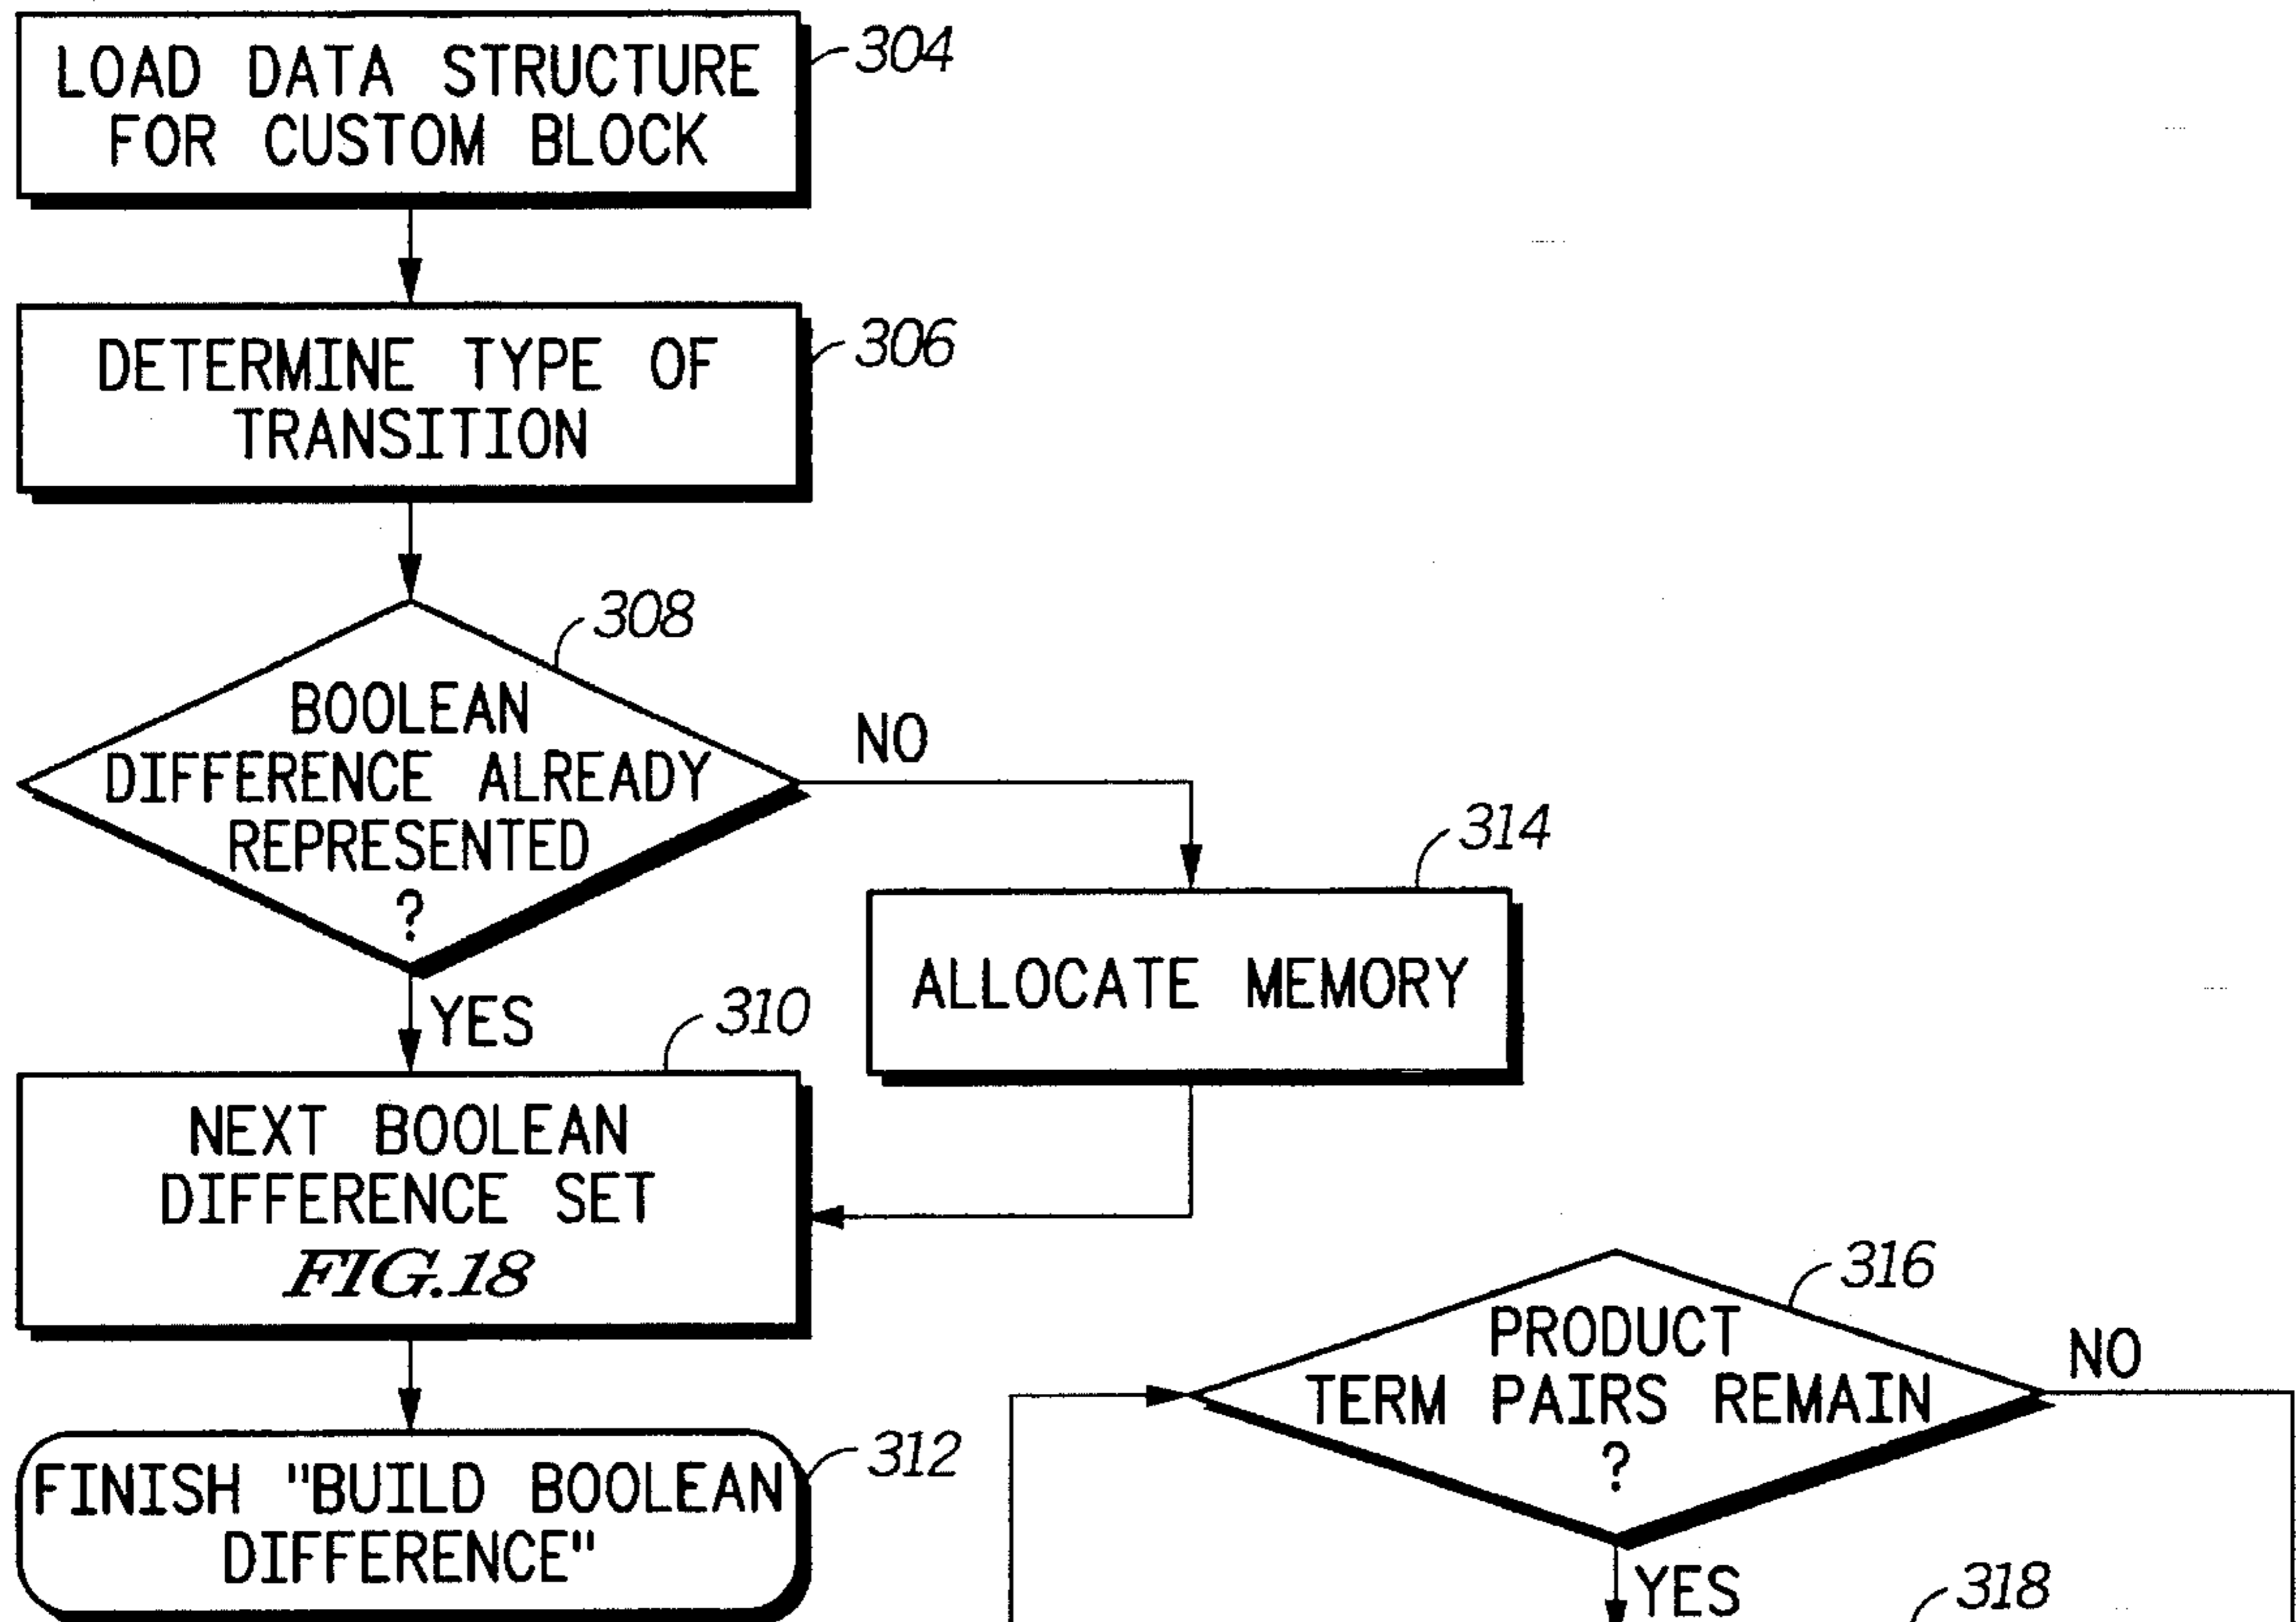 304
LOAD DATA STRUCTURE
FOR CUSTOM BLOCK
306
DETERMINE TYPE OF
TRANSITION
308
BOOLEAN
DIFFERENCE ALREADY
REPRESENTED
?
NO
YES
314
ALLOCATE MEMORY
310
NEXT BOOLEAN
DIFFERENCE SET
FIG.18
312
FINISH "BUILD BOOLEAN
DIFFERENCE"
316
PRODUCT
TERM PAIRS REMAIN
?
NO
YES
318